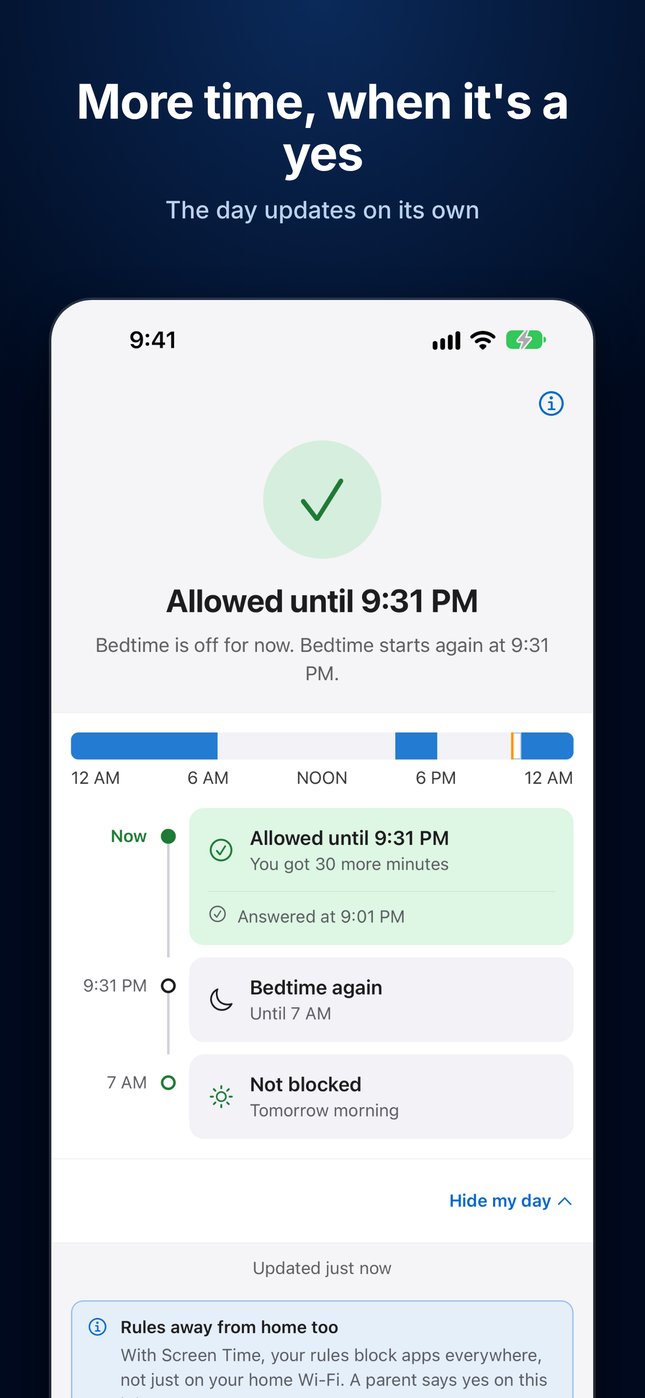 More time, when it's a
yes
The day updates on its own
9:41
Allowed until 9:31 PM
Bedtime is off for now. Bedtime starts again at 9:31
PM.
12 AM 6 AM NOON 6 PM 12 AM
Now
Allowed until 9:31 PM
You got 30 more minutes
Answered at 9:01 PM
9:31 PM
Bedtime again
Until 7 AM
7 AM
Not blocked
Tomorrow morning
Hide my day
Updated just now
Rules away from home too
With Screen Time, your rules block apps everywhere,
not just on your home Wi-Fi. A parent says yes on this